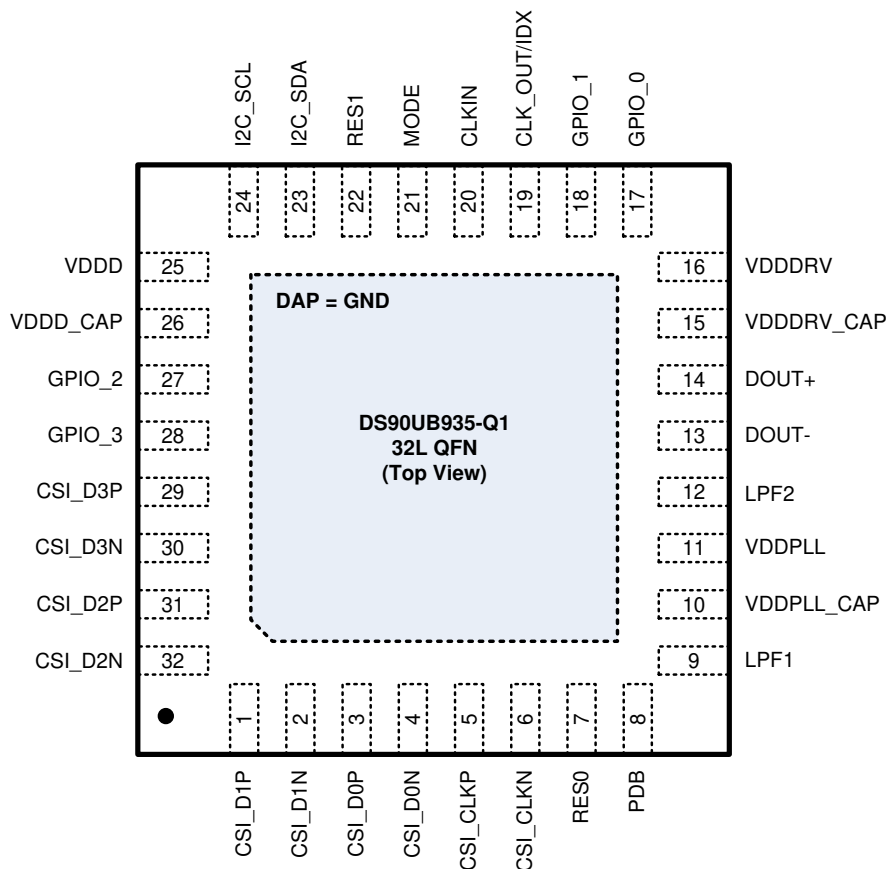 I2C_SCL
I2C_SDA
RES1
MODE
CLKIN
CLK_OUT/IDX
GPIO_1
GPIO_0
24
23
22
21
20
19
18
17
VDDD
25
16
VDDDRV
VDDD_CAP
26
15
VDDDRV_CAP
GPIO_2
27
14
DOUT+
GPIO_3
28
13
DOUT-
CSI_D3P
29
12
LPF2
CSI_D3N
30
11
VDDPLL
CSI_D2P
31
10
VDDPLL_CAP
CSI_D2N
32
9
LPF1
DAP = GND
DS90UB935-Q1
32L QFN
(Top View)
1
2
3
4
5
6
7
8
CSI_D1P
CSI_D1N
CSI_D0P
CSI_D0N
CSI_CLKP
CSI_CLKN
RES0
PDB